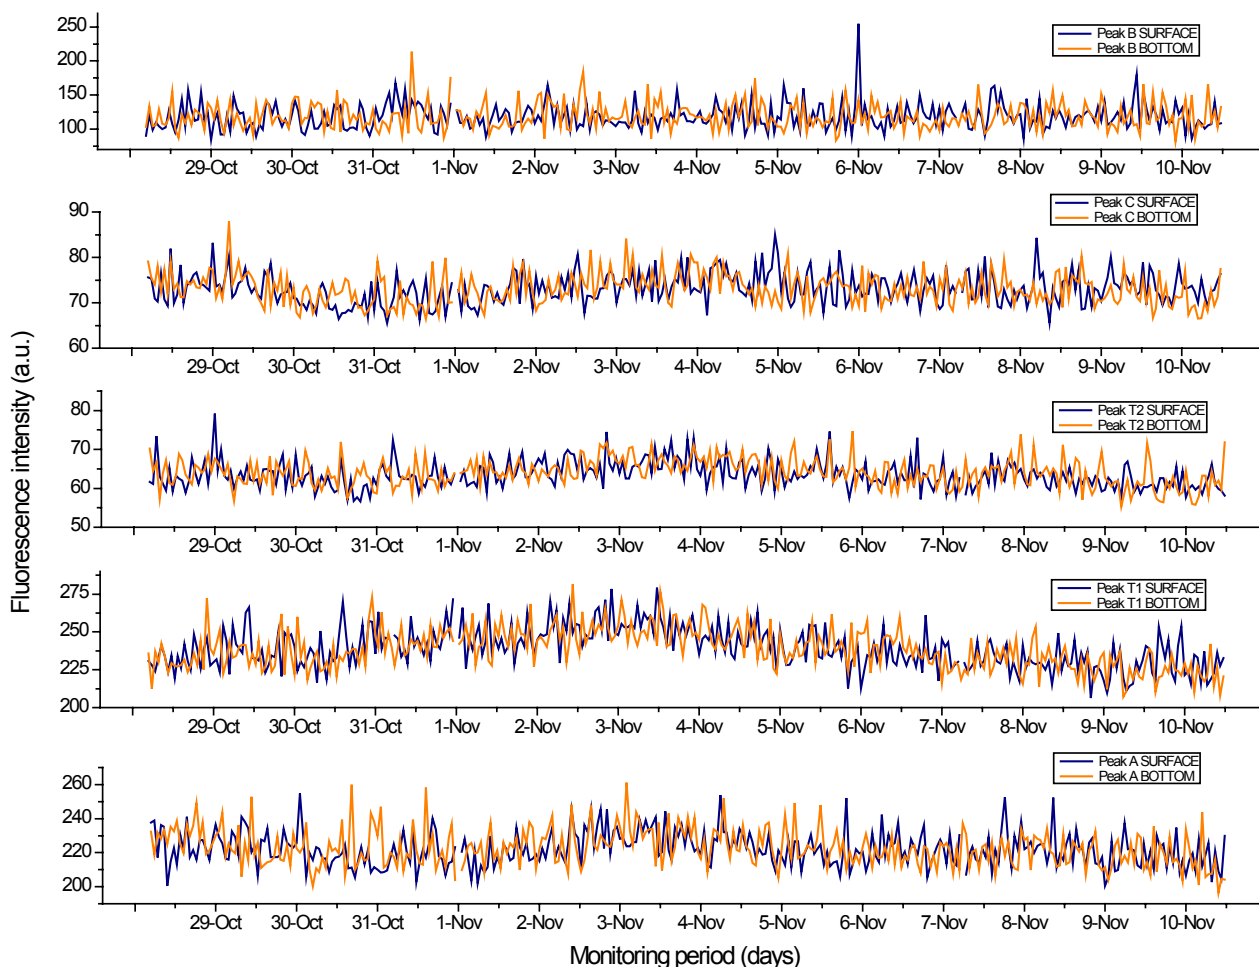 Fluorescence intensity (a.u.)
250
200
150
100
Peak B SURFACE
Peak B BOTTOM
29-Oct 30-Oct 31-Oct 1-Nov 2-Nov 3-Nov 4-Nov 5-Nov 6-Nov 7-Nov 8-Nov 9-Nov 10-Nov
90
80
70
60
Peak C SURFACE
Peak C BOTTOM
29-Oct 30-Oct 31-Oct 1-Nov 2-Nov 3-Nov 4-Nov 5-Nov 6-Nov 7-Nov 8-Nov 9-Nov 10-Nov
80
70
60
50
Peak T2 SURFACE
Peak T2 BOTTOM
29-Oct 30-Oct 31-Oct 1-Nov 2-Nov 3-Nov 4-Nov 5-Nov 6-Nov 7-Nov 8-Nov 9-Nov 10-Nov
275
250
225
200
Peak T1 SURFACE
Peak T1 BOTTOM
29-Oct 30-Oct 31-Oct 1-Nov 2-Nov 3-Nov 4-Nov 5-Nov 6-Nov 7-Nov 8-Nov 9-Nov 10-Nov
260
240
220
200
Peak A SURFACE
Peak A BOTTOM
29-Oct 30-Oct 31-Oct 1-Nov 2-Nov 3-Nov 4-Nov 5-Nov 6-Nov 7-Nov 8-Nov 9-Nov 10-Nov
Monitoring period (days)